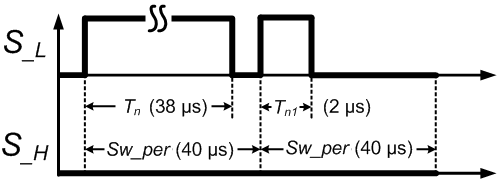 S_L
Tn (38 µs)
Tn1 (2 µs)
Sw_per (40 µs)
Sw_per (40 µs)
S_H